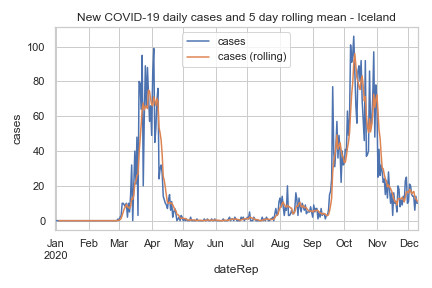 New COVID-19 daily cases and 5 day rolling mean - Iceland
cases
cases (rolling)
100
80
60
40
20
0
cases
Jan Feb Mar Apr May Jun Jul Aug Sep Oct Nov Dec
2020
dateRep